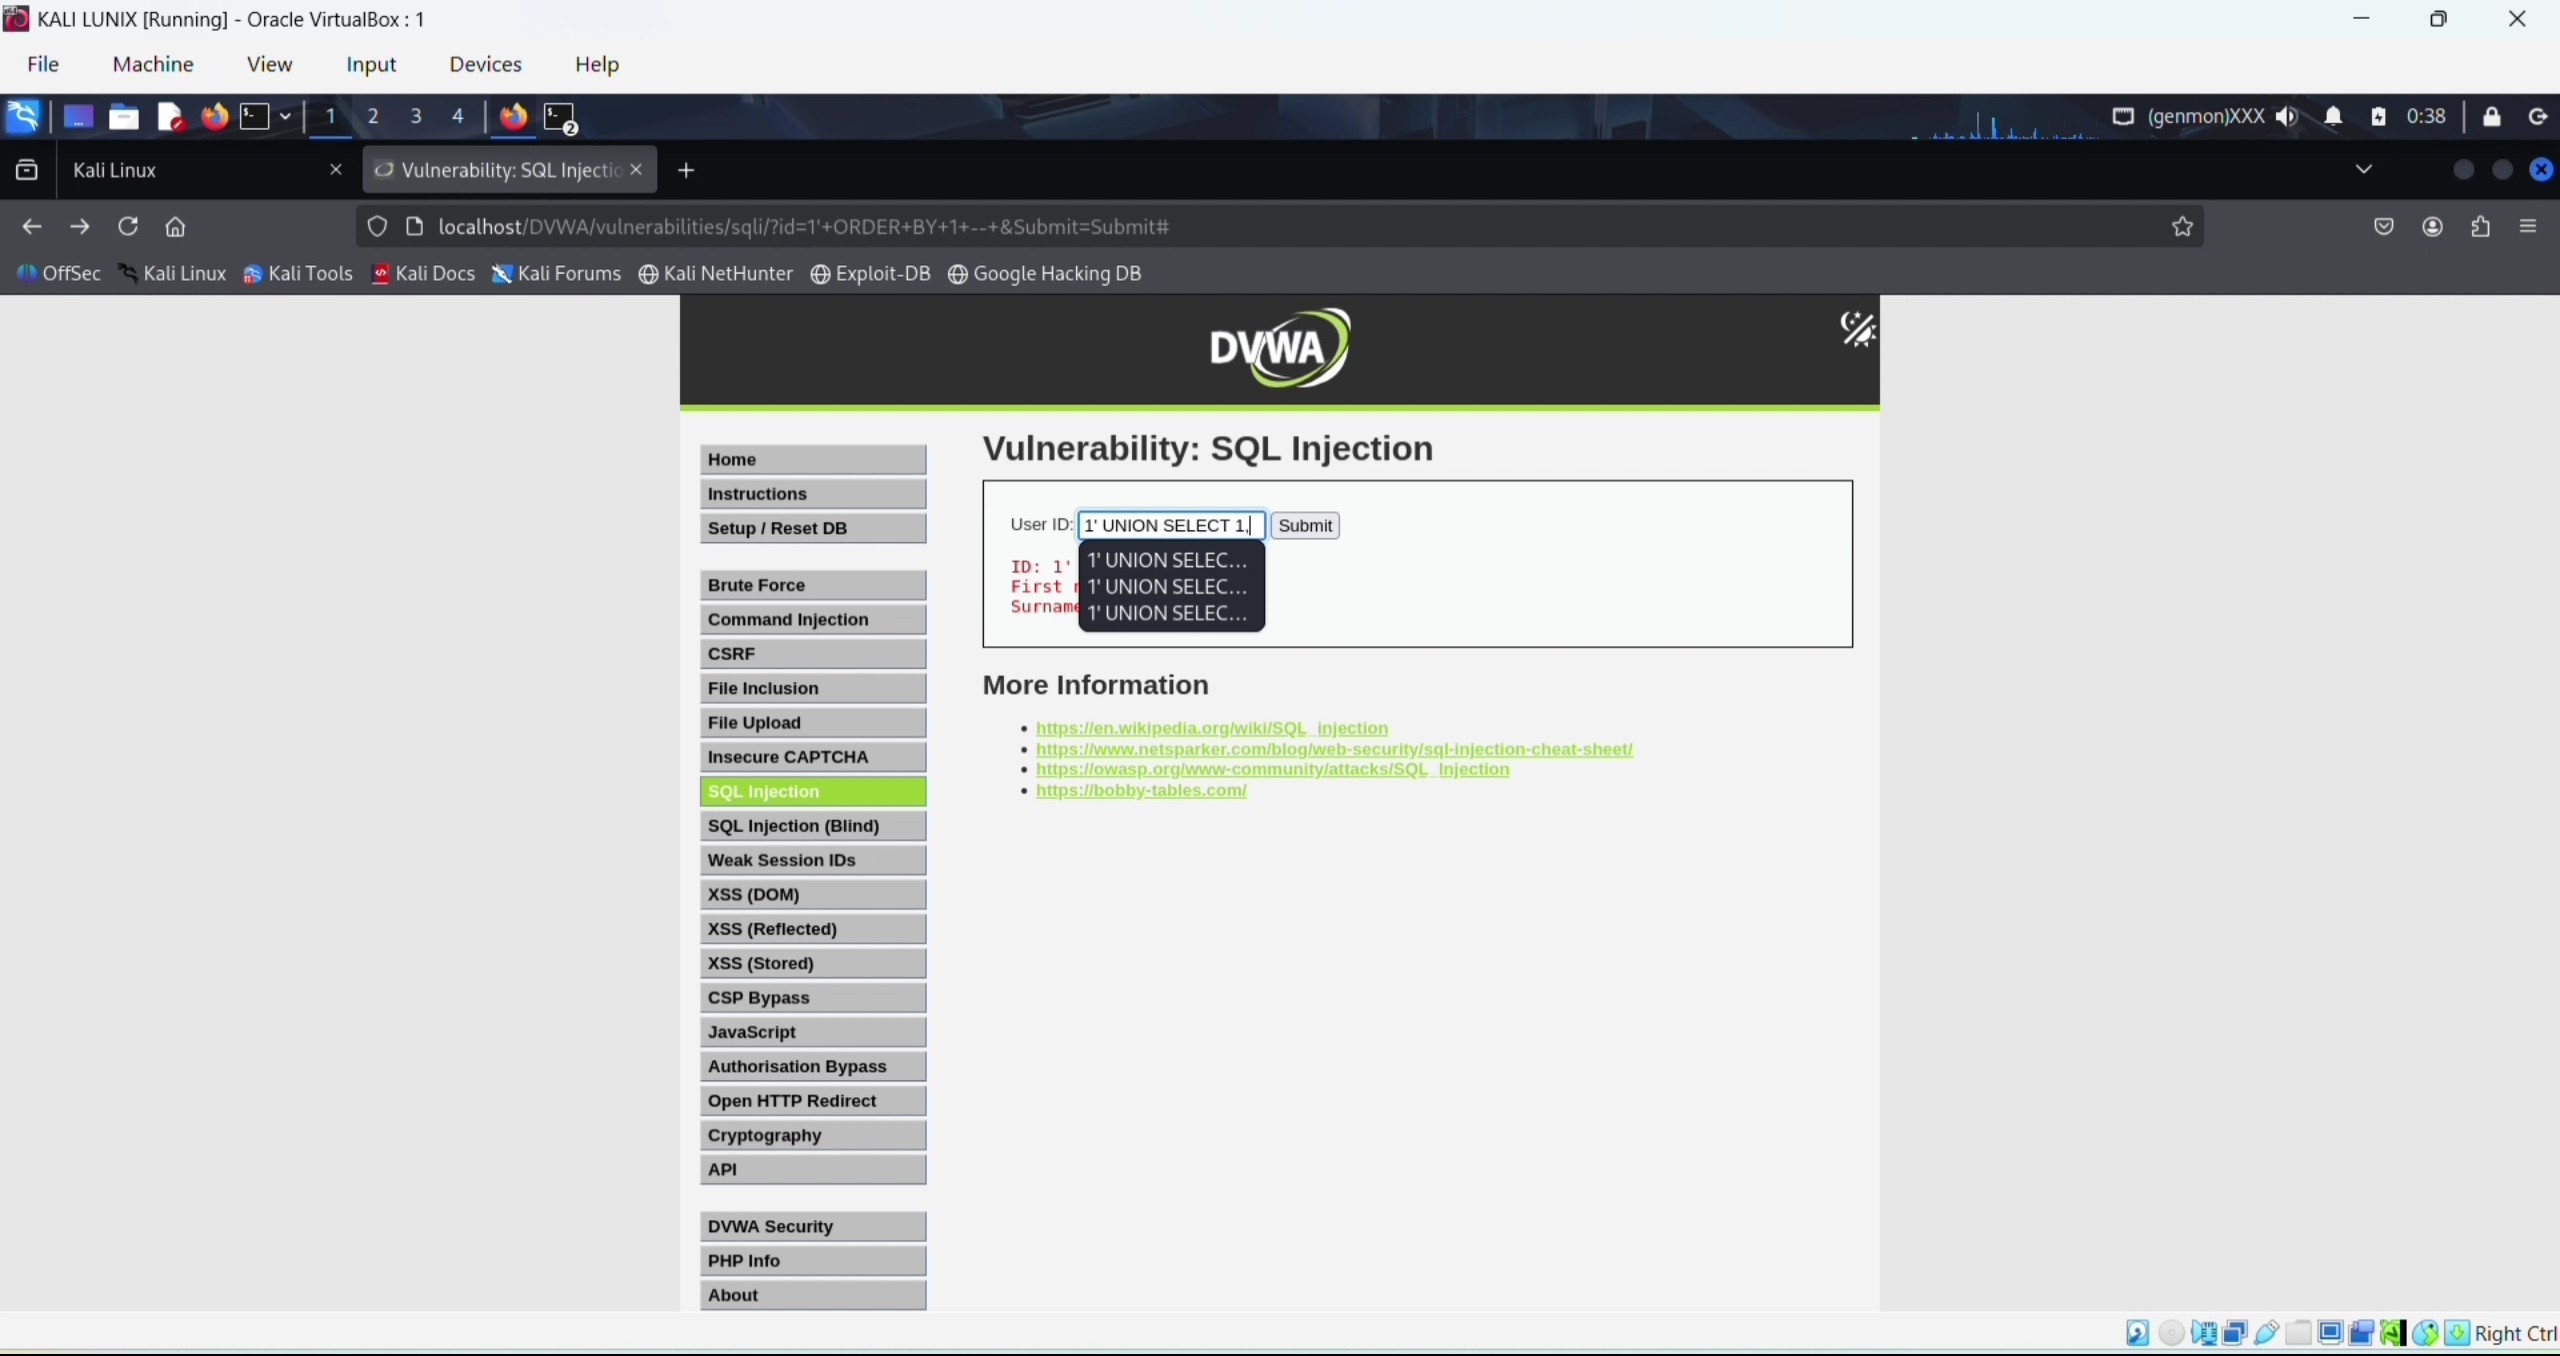 KALI LUNIX [Running] - Oracle VirtualBox : 1
File Machine View Input Devices Help
1 2 3 4 2 (genmon)XXX 0:38
Kali Linux Vulnerability: SQL Injectio
localhost/DVWA/vulnerabilities/sqli/?id=1'+ORDER+BY+1+--+&Submit=Submit#
OffSec Kali Linux Kali Tools Kali Docs Kali Forums Kali NetHunter Exploit-DB Google Hacking DB
DVWA
Home
Instructions
Setup / Reset DB
Brute Force
Command Injection
CSRF
File Inclusion
File Upload
Insecure CAPTCHA
SQL Injection
SQL Injection (Blind)
Weak Session IDs
XSS (DOM)
XSS (Reflected)
XSS (Stored)
CSP Bypass
JavaScript
Authorisation Bypass
Open HTTP Redirect
Cryptography
API
DVWA Security
PHP Info
About
Vulnerability: SQL Injection
User ID: 1' UNION SELECT 1, Submit
1' UNION SELEC...
1' UNION SELEC...
1' UNION SELEC...
ID: 1'
First
Surname
More Information
https://en.wikipedia.org/wiki/SQL_injection
https://www.netsparker.com/blog/web-security/sql-injection-cheat-sheet/
https://owasp.org/www-community/attacks/SQL_Injection
https://bobby-tables.com/
Right Ctrl